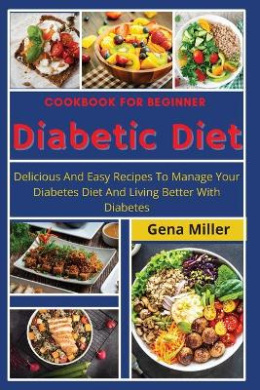 COOKBOOK FOR BEGINNER
Diabetic Diet
Delicious And Easy Recipes To Manage Your
Diabetes Diet And Living Better With
Diabetes
Gena Miller